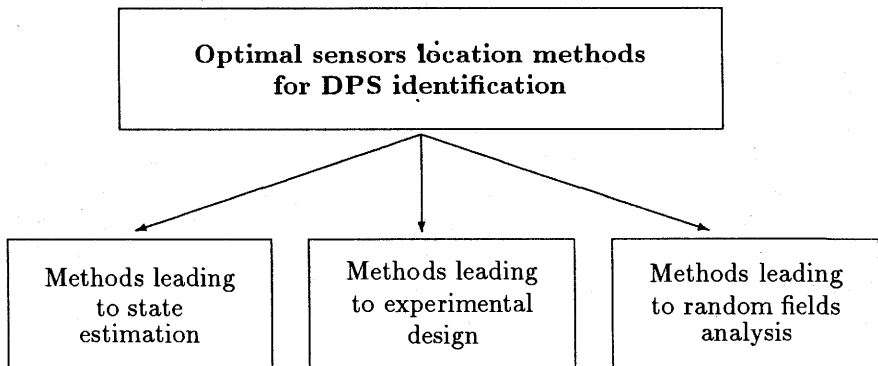 Optimal sensors location methods
for DPS identification
Methods leading
to state
estimation
Methods leading
to experimental
design
Methods leading
to random fields
analysis